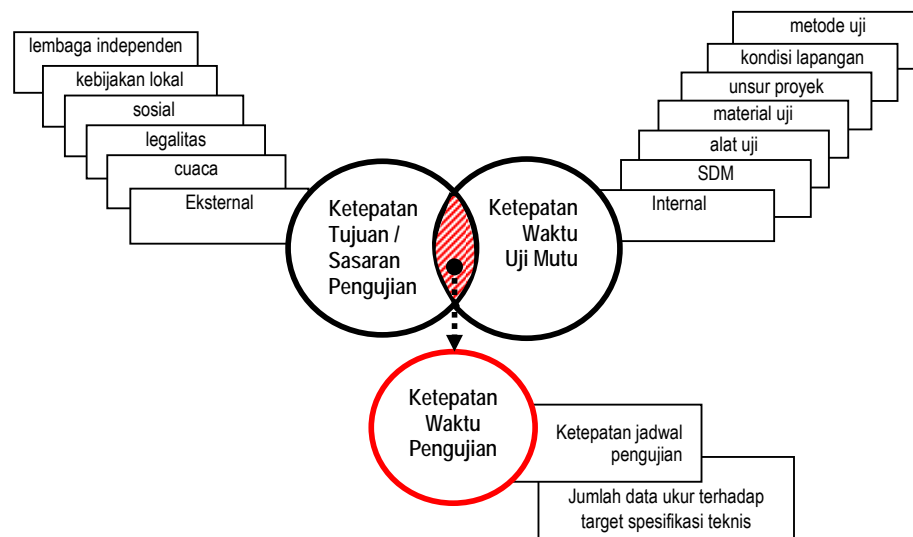 lembaga independen
kebijakan lokal
sosial
legalitas
cuaca
Eksternal
metode uji
kondisi lapangan
unsur proyek
material uji
alat uji
SDM
Internal
Ketepatan
Tujuan /
Sasaran
Pengujian
Ketepatan
Waktu
Uji Mutu
Ketepatan
Waktu
Pengujian
Ketepatan jadwal
pengujian
Jumlah data ukur terhadap
target spesifikasi teknis